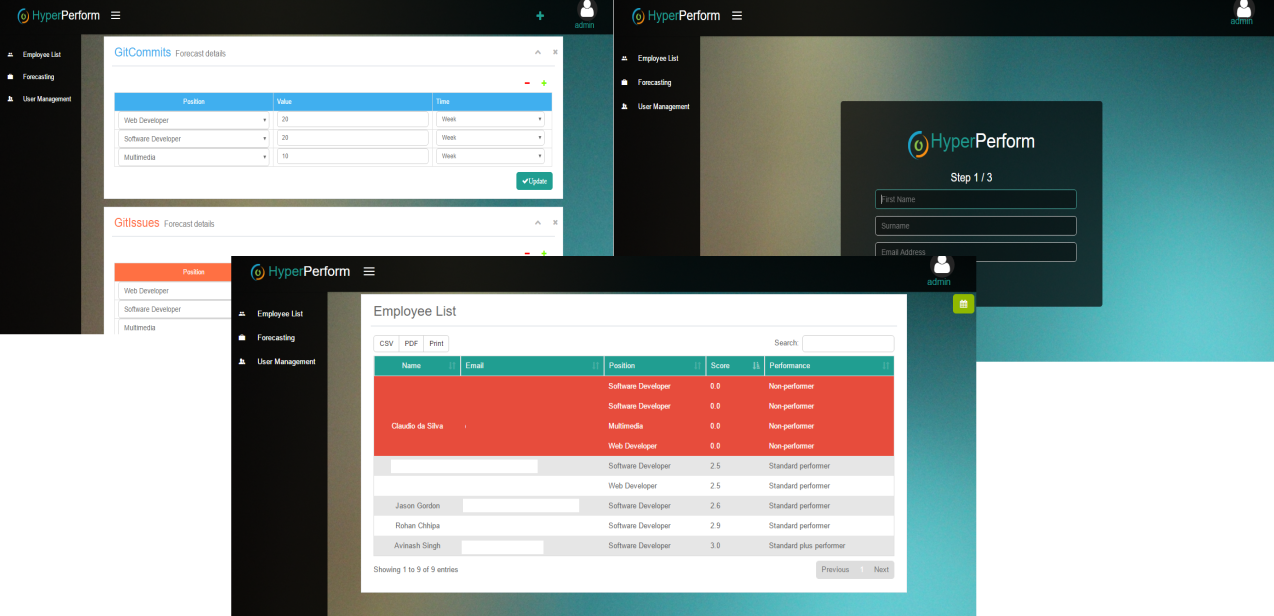 HyperPerform
admin
Employee List
Forecasting
User Management
GitCommits Forecast details
Position Value Time
Web Developer 20 Week
Software Developer 20 Week
Multimedia 10 Week
Update
GitIssues Forecast details
Position
Web Developer
Software Developer
Multimedia
HyperPerform
admin
Employee List
Forecasting
User Management
HyperPerform
Step 1 / 3
First Name
Surname
Email Address
HyperPerform
admin
Employee List
Forecasting
User Management
Employee List
CSV PDF Print Search:
Name Email Position Score Performance
Software Developer 0.0 Non-performer
Software Developer 0.0 Non-performer
Claudio da Silva Multimedia 0.0 Non-performer
Web Developer 0.0 Non-performer
Software Developer 2.5 Standard performer
Web Developer 2.5 Standard performer
Jason Gordon Software Developer 2.6 Standard performer
Rohan Chhipa Software Developer 2.9 Standard performer
Avinash Singh Software Developer 3.0 Standard plus performer
Showing 1 to 9 of 9 entries Previous 1 Next